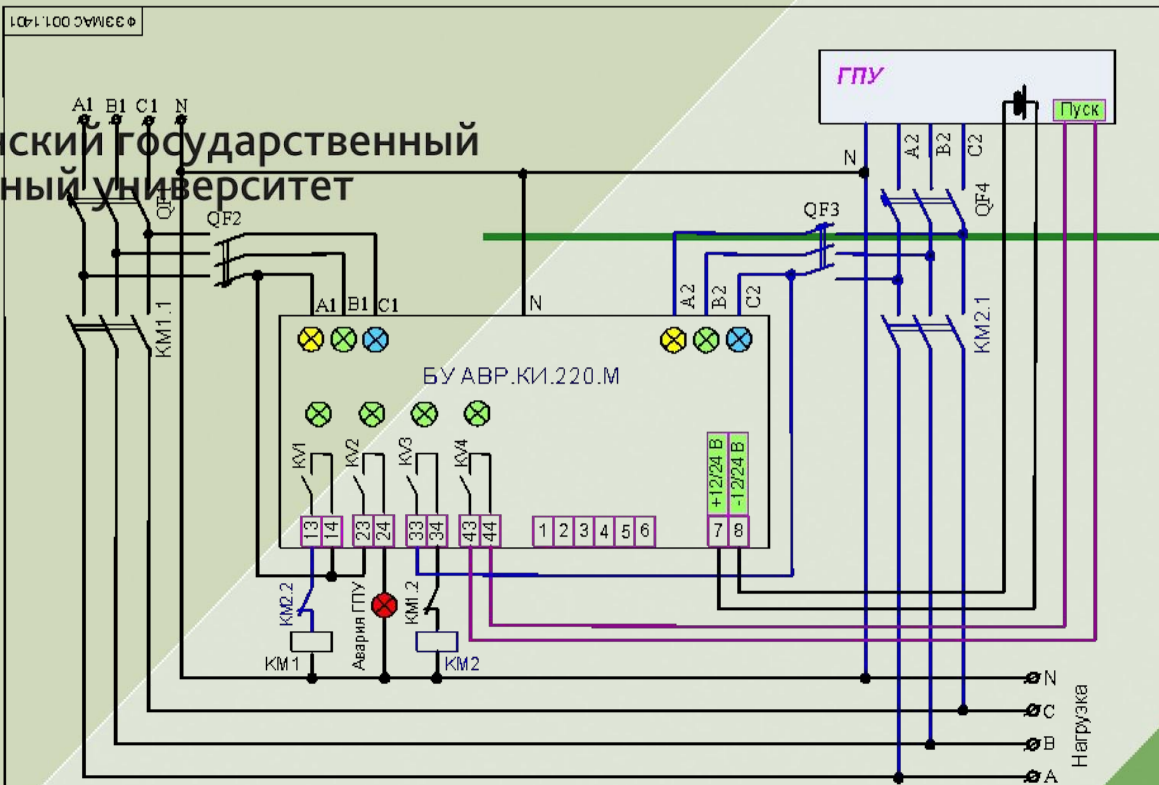 ФЭМАС 001.1401
ГПУ
Пуск
A1 B1 C1 N
нский государственный
ный университет
N A2 B2 C2
QF1 QF2 QF3 QF4
A1 B1 C1 N A2 B2 C2
KM1.1 KM2.1
БУ АВР.КИ.220.М
KV1 KV2 KV3 KV4
+12/24 В
-12/24 В
13 14 23 24 33 34 43 44 1 2 3 4 5 6 7 8
KM2.2 Авария ГПУ KM1.2
KM1 KM2
N
C
B
A
Нагрузка